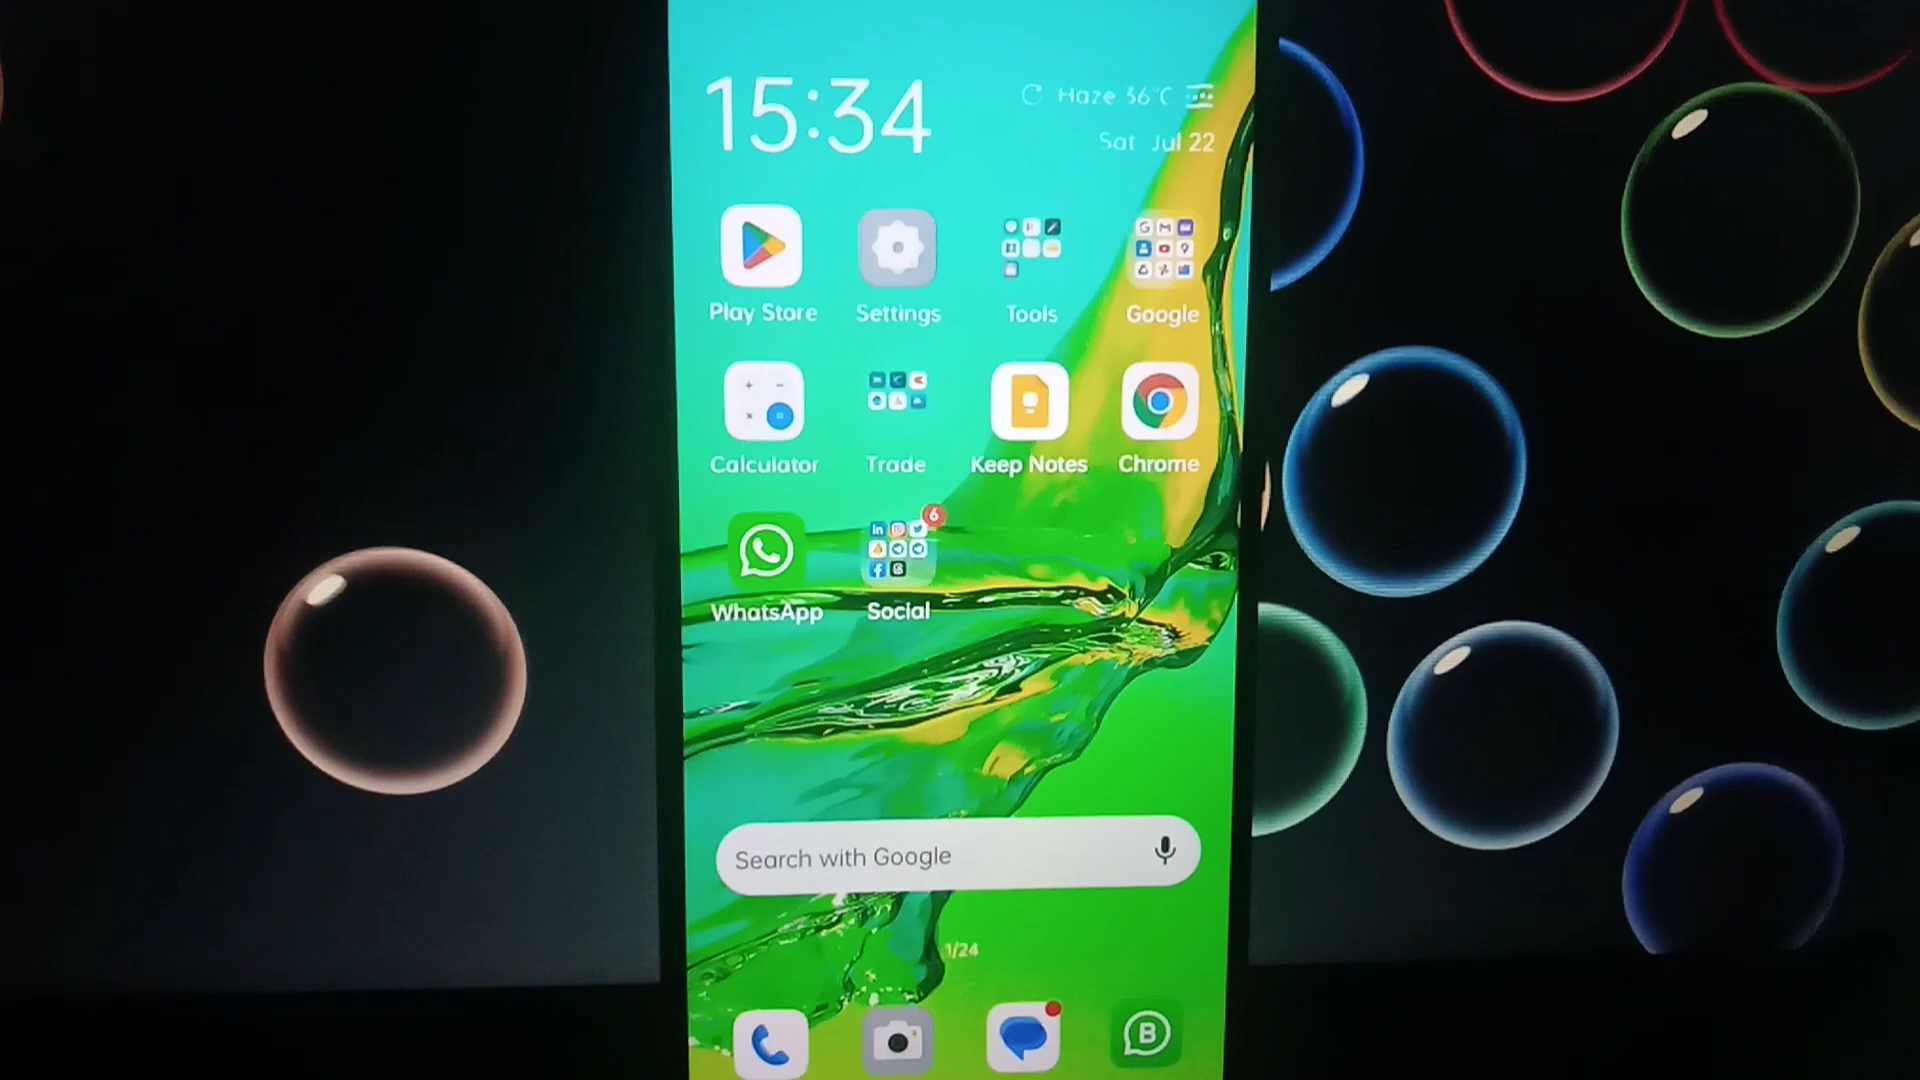 15:34
Haze 36°C
Sat Jul 22
Play Store
Settings
Tools
Google
Calculator
Trade
Keep Notes
Chrome
WhatsApp
6
Social
Search with Google
1/24
B